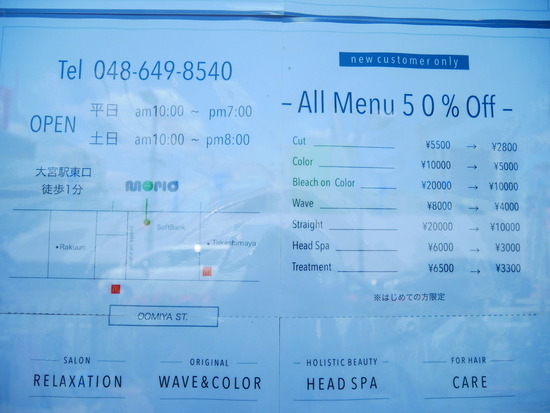 Tel 048-649-8540
OPEN
平日 am10:00 ~ pm7:00
土日 am10:00 ~ pm8:00
大宮駅東口
徒歩1分
morio
SoftBank
Rakuun
Takashimaya
OOMIYA ST.
new customer only
– All Menu 50%Off –
Cut ¥5500 → ¥2800
Color ¥10000 → ¥5000
Bleach on Color ¥20000 → ¥10000
Wave ¥8000 → ¥4000
Straight ¥20000 → ¥10000
Head Spa ¥6000 → ¥3000
Treatment ¥6500 → ¥3300
※はじめての方限定
SALON
RELAXATION
ORIGINAL
WAVE&COLOR
HOLISTIC BEAUTY
HEAD SPA
FOR HAIR
CARE